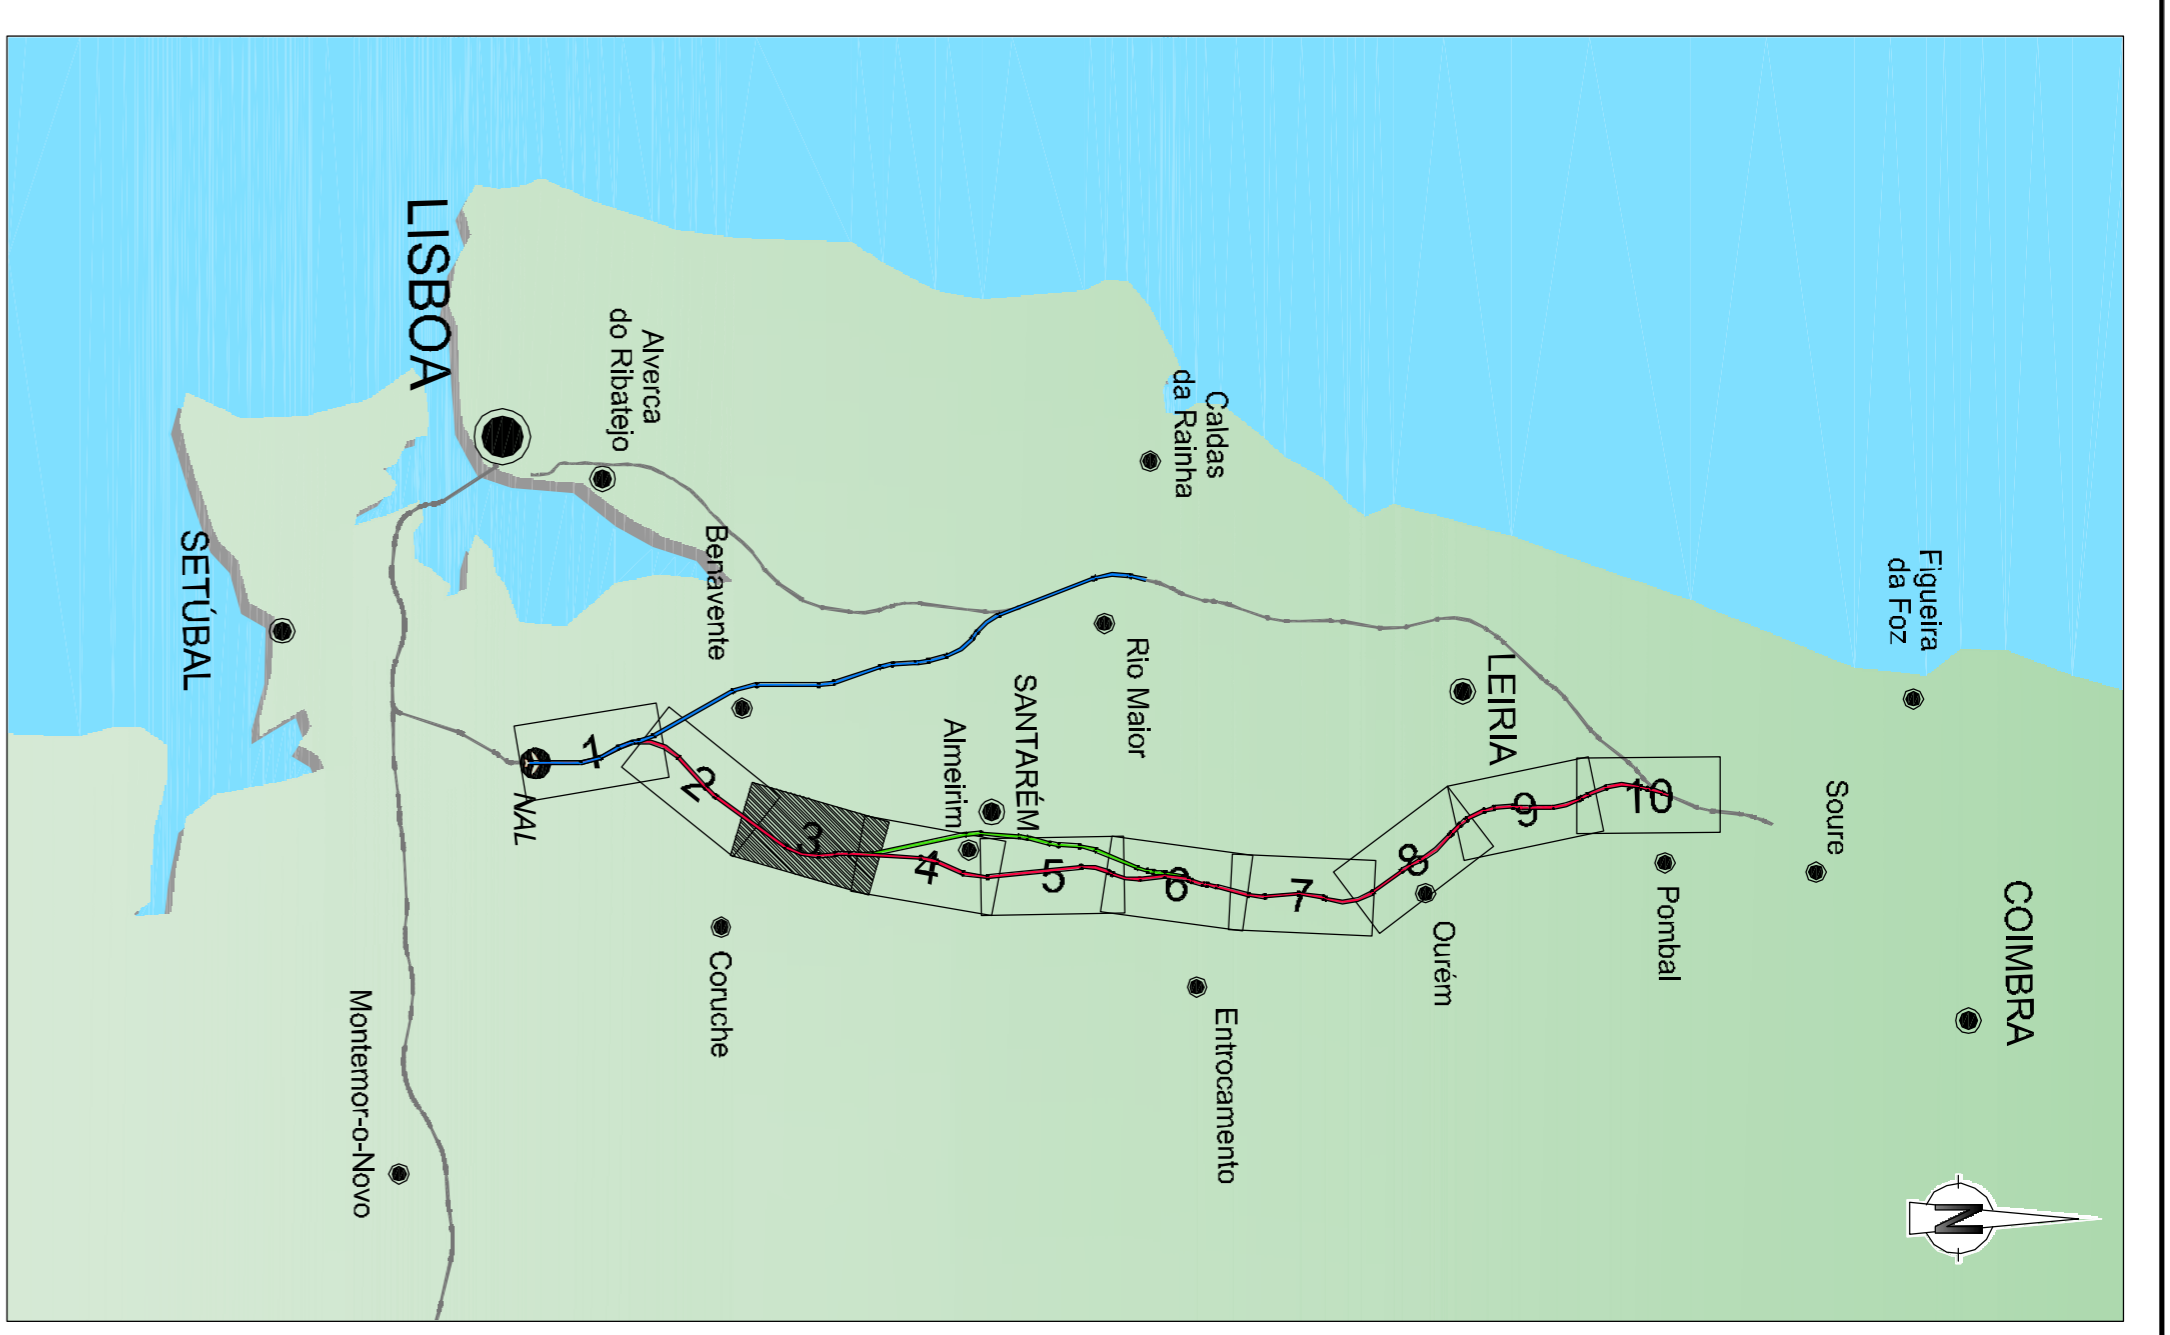 COIMBRA
Figueira
da Foz
Soure
Pombal
10
LEIRIA
9
Ourém
8
7
Caldas
da Rainha
Entrocamento
6
Rio Maior
5
SANTARÉM
Almeirim
4
3
Coruche
Benavente
2
Alverca
do Ribatejo
1
NAL
LISBOA
Montemor-o-Novo
SETÚBAL
N